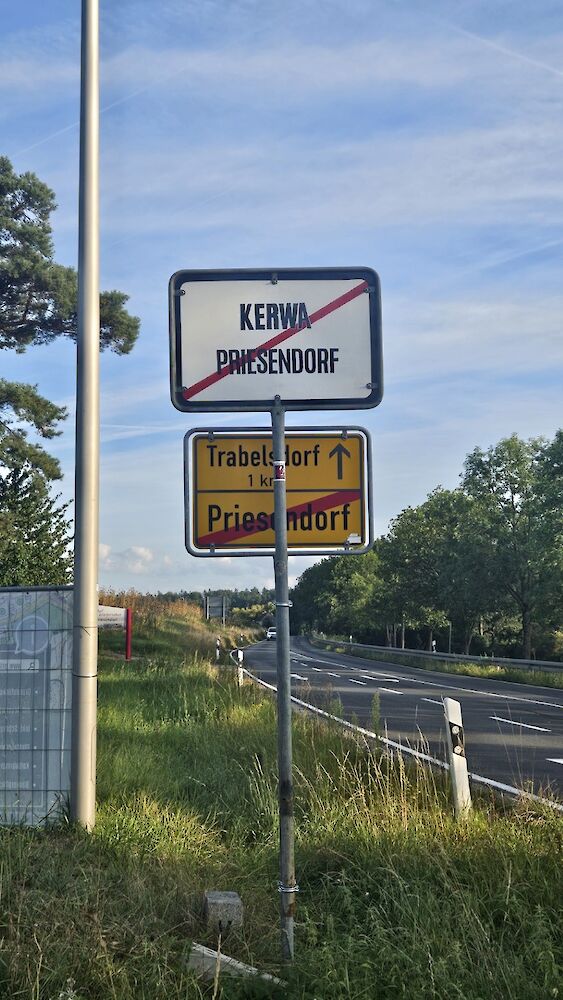 KERWA
PRIESENDORF
Trabelsdorf ↑
1 km
Priesendorf